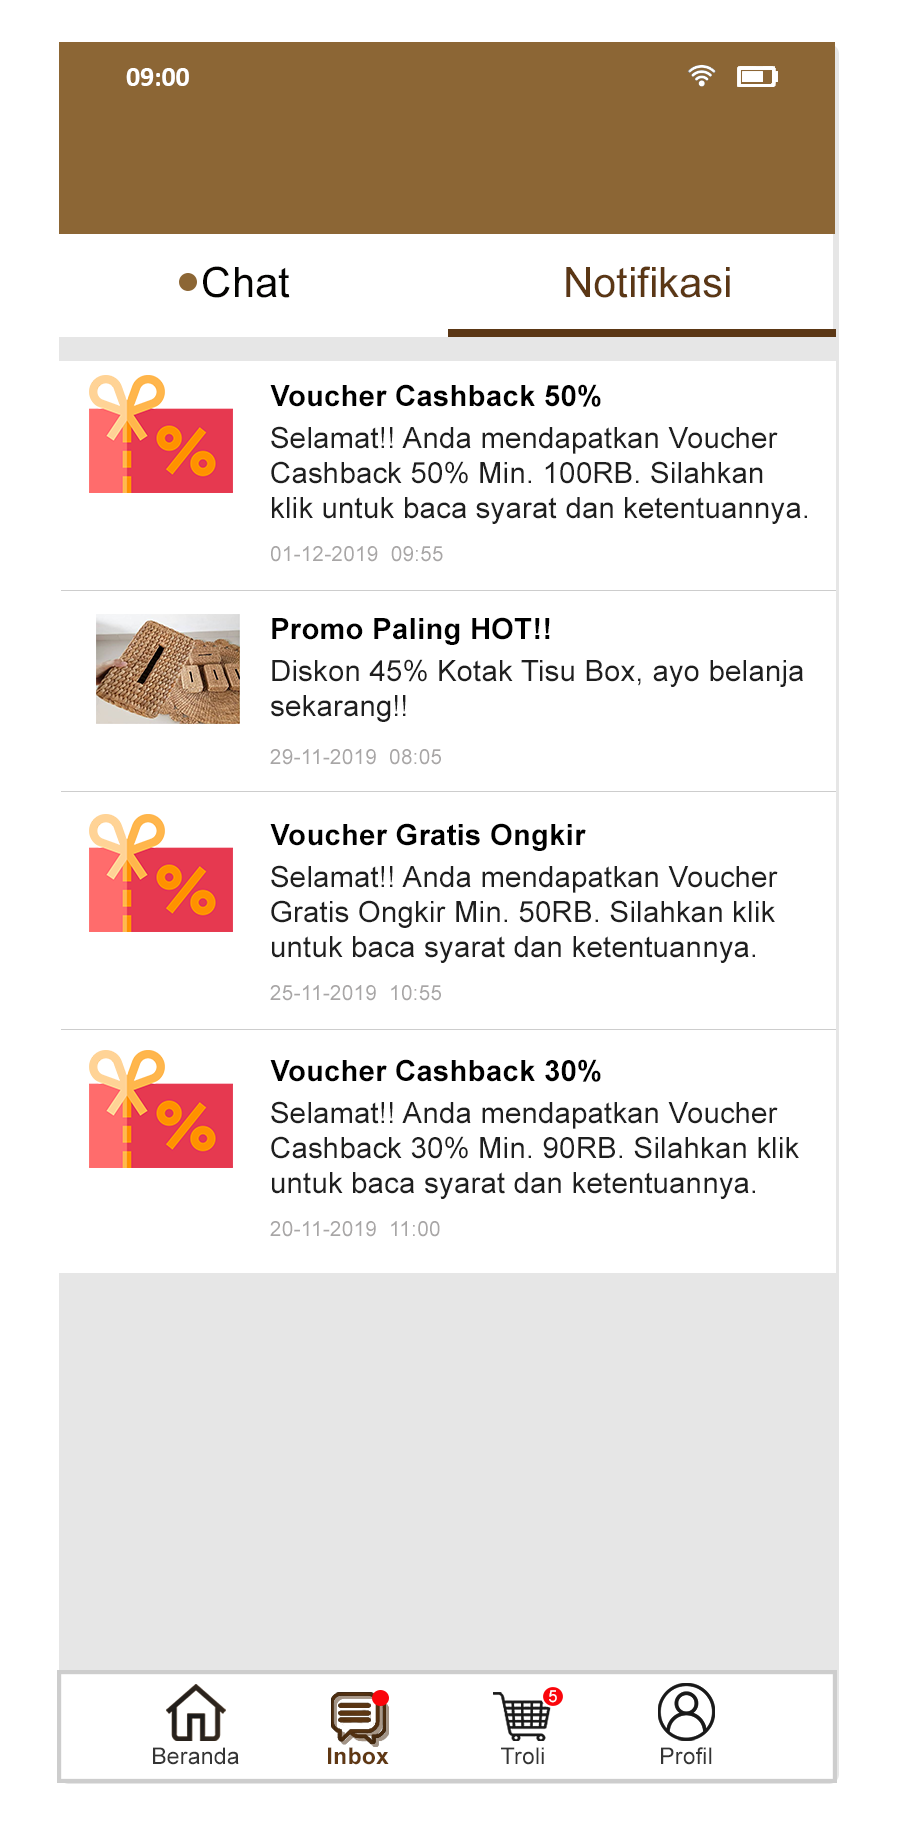 09:00
Chat
Notifikasi
Voucher Cashback 50%
Selamat!! Anda mendapatkan Voucher
Cashback 50% Min. 100RB. Silahkan
klik untuk baca syarat dan ketentuannya.
01-12-2019 09:55
Promo Paling HOT!!
Diskon 45% Kotak Tisu Box, ayo belanja
sekarang!!
29-11-2019 08:05
Voucher Gratis Ongkir
Selamat!! Anda mendapatkan Voucher
Gratis Ongkir Min. 50RB. Silahkan klik
untuk baca syarat dan ketentuannya.
25-11-2019 10:55
Voucher Cashback 30%
Selamat!! Anda mendapatkan Voucher
Cashback 30% Min. 90RB. Silahkan klik
untuk baca syarat dan ketentuannya.
20-11-2019 11:00
5
Beranda
Inbox
Troli
Profil